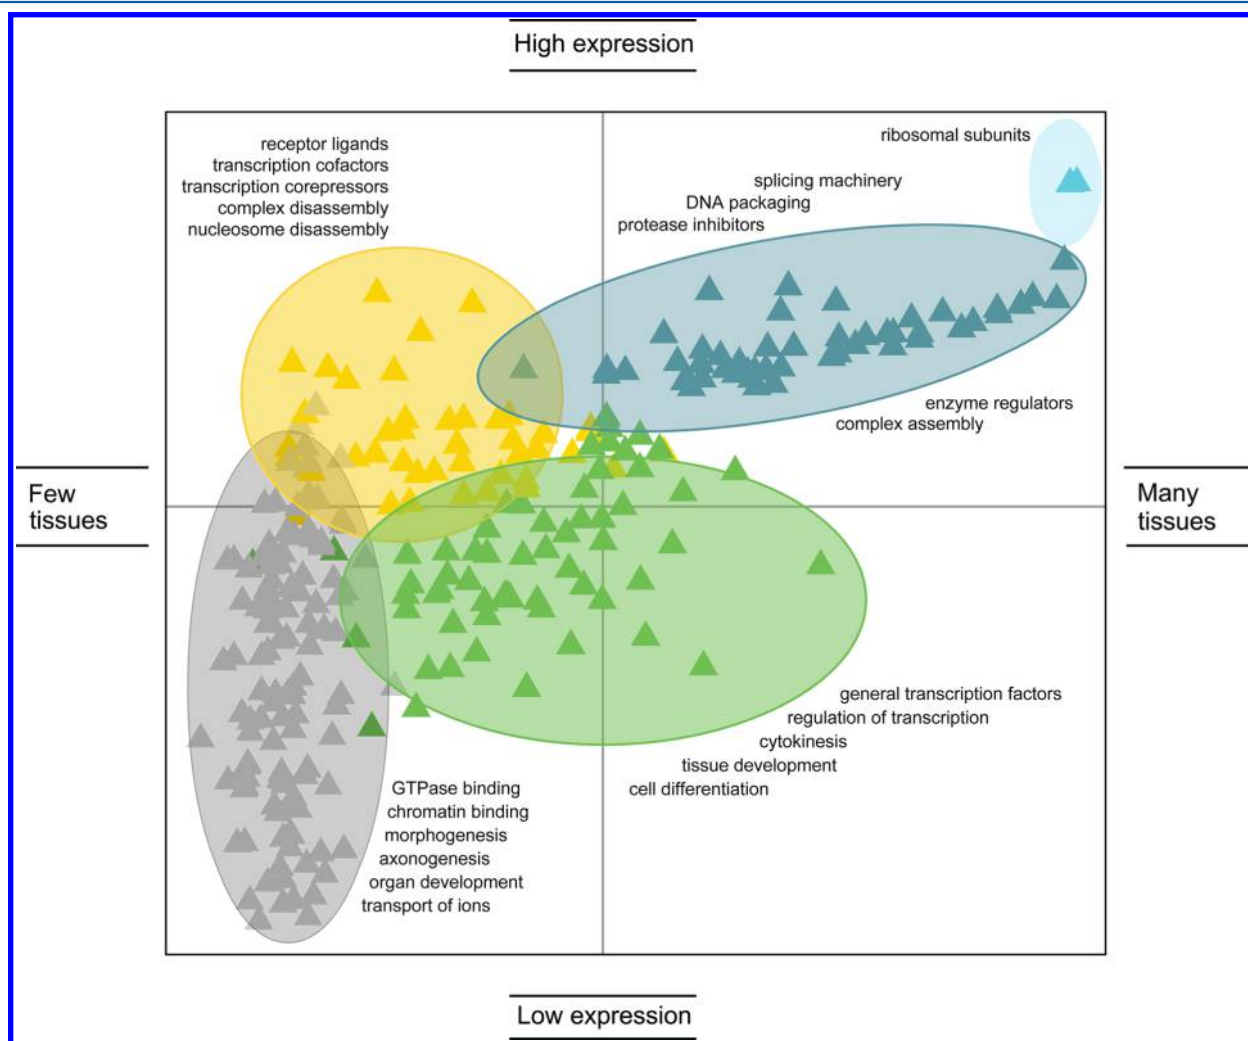 High expression
receptor ligands
transcription cofactors
transcription corepressors
complex disassembly
nucleosome disassembly
ribosomal subunits
splicing machinery
DNA packaging
protease inhibitors
enzyme regulators
complex assembly
Few
tissues
Many
tissues
general transcription factors
regulation of transcription
cytokinesis
tissue development
cell differentiation
GTPase binding
chromatin binding
morphogenesis
axonogenesis
organ development
transport of ions
Low expression